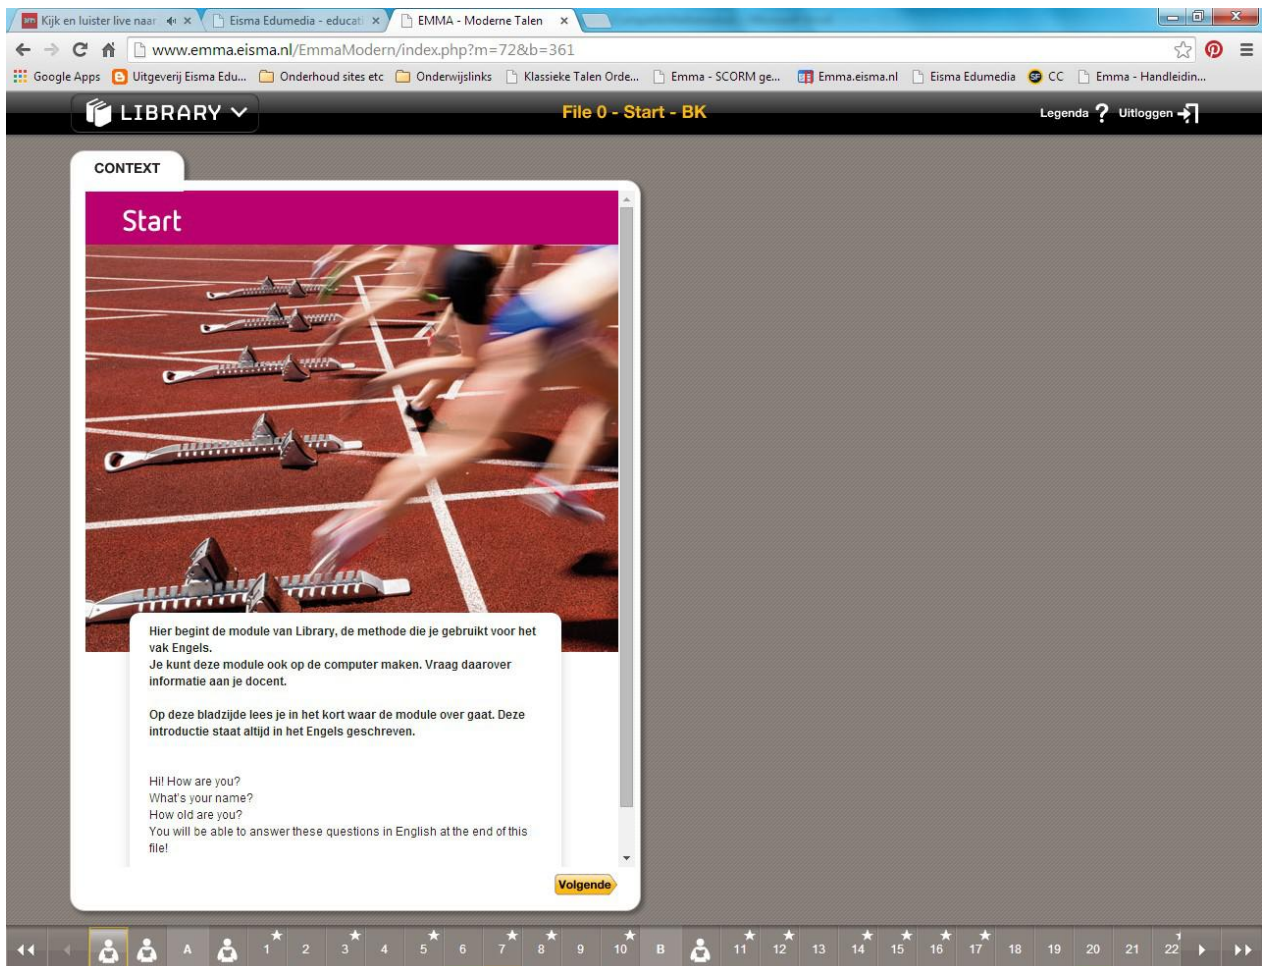 Kijk en luister live naar
Eisma Edumedia - educati
EMMA - Moderne Talen
www.emma.eisma.nl/EmmaModern/index.php?m=72&b=361
Google Apps Uitgeverij Eisma Edu... Onderhoud sites etc Onderwijslinks Klassieke Talen Orde... Emma - SCORM ge... Emma.eisma.nl Eisma Edumedia CC Emma - Handleidin...
LIBRARY File 0 - Start - BK Legenda ? Uitloggen
CONTEXT
Start
Hier begint de module van Library, de methode die je gebruikt voor het
vak Engels.
Je kunt deze module ook op de computer maken. Vraag daarover
informatie aan je docent.
Op deze bladzijde lees je in het kort waar de module over gaat. Deze
introductie staat altijd in het Engels geschreven.
Hi! How are you?
What's your name?
How old are you?
You will be able to answer these questions in English at the end of this
file!
Volgende
A 1 2 3 4 5 6 7 8 9 10 B 11 12 13 14 15 16 17 18 19 20 21 22